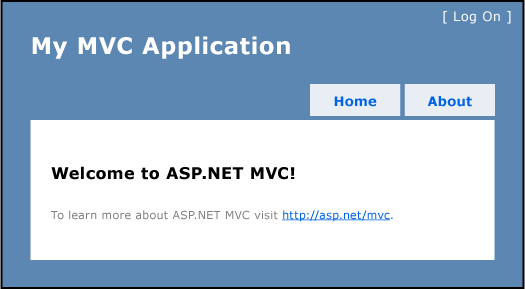 [ Log On ]
My MVC Application
Home About
Welcome to ASP.NET MVC!
To learn more about ASP.NET MVC visit http://asp.net/mvc.